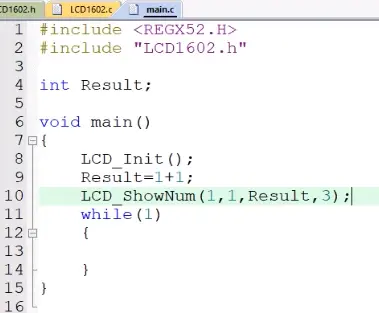 CD1602.h LCD1602.c main.c
1 #include <REGX52.H>
2 #include "LCD1602.h"
3
4 int Result;
5
6 void main()
7 {
8 LCD_Init();
9 Result=1+1;
10 LCD_ShowNum(1,1,Result,3);
11 while(1)
12 {
13
14 }
15 }
16